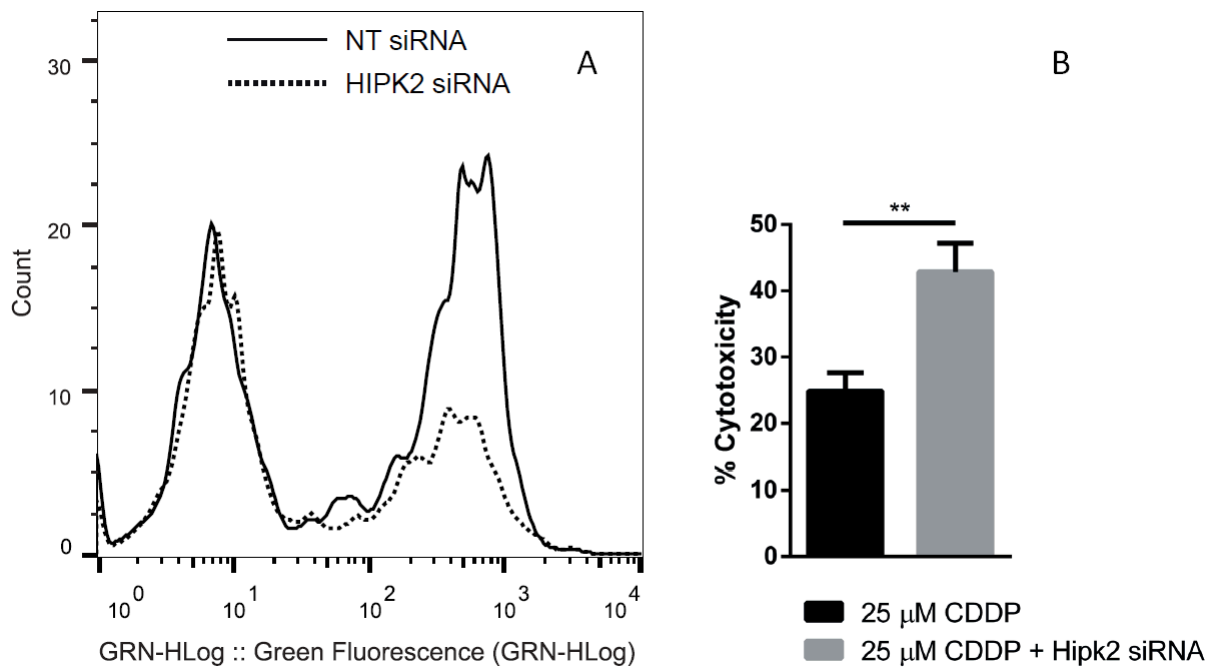 NT siRNA
HIPK2 siRNA
A
30
20
10
0
Count
10^0
10^1
10^2
10^3
10^4
GRN-HLog :: Green Fluorescence (GRN-HLog)
B
**
50
40
30
20
10
0
% Cytotoxicity
25 μM CDDP
25 μM CDDP + Hipk2 siRNA